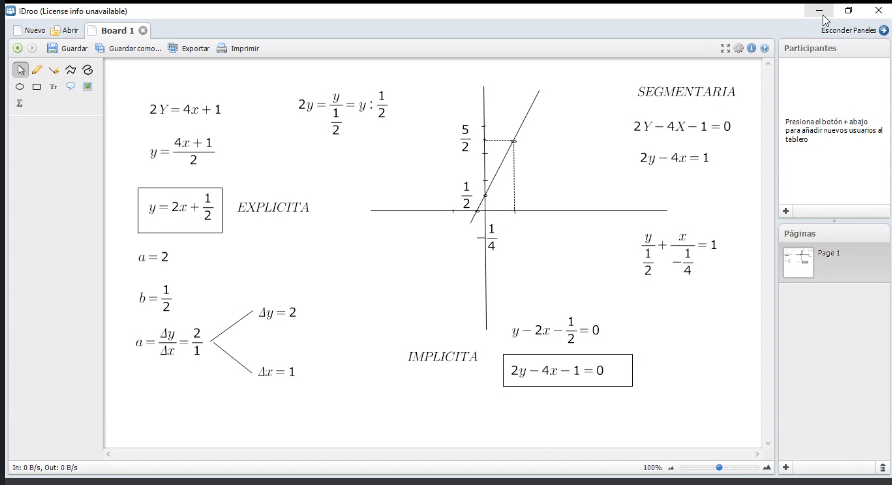 IDroo (License info unavailable)
Nuevo Abrir Board 1
Esconder Paneles
Guardar Guardar como... Exportar Imprimir
Participantes
Presiona el botón + abajo
para añadir nuevos usuarios al
tablero
Páginas
Page 1
2Y=4x+1
y=\frac{4x+1}{2}
y=2x+\frac{1}{2} EXPLICITA
a=2
b=\frac{1}{2}
a=\frac{Δy}{Δx}=\frac{2}{1}
Δy=2
Δx=1
2y=\frac{y}{\frac{1}{2}}=y:\frac{1}{2}
\frac{5}{2}
\frac{1}{2}
-\frac{1}{4}
SEGMENTARIA
2Y-4X-1=0
2y-4x=1
\frac{y}{\frac{1}{2}}+\frac{x}{-\frac{1}{4}}=1
y-2x-\frac{1}{2}=0
IMPLICITA
2y-4x-1=0
Tr
Σ
In: 0 B/s, Out: 0 B/s
100%